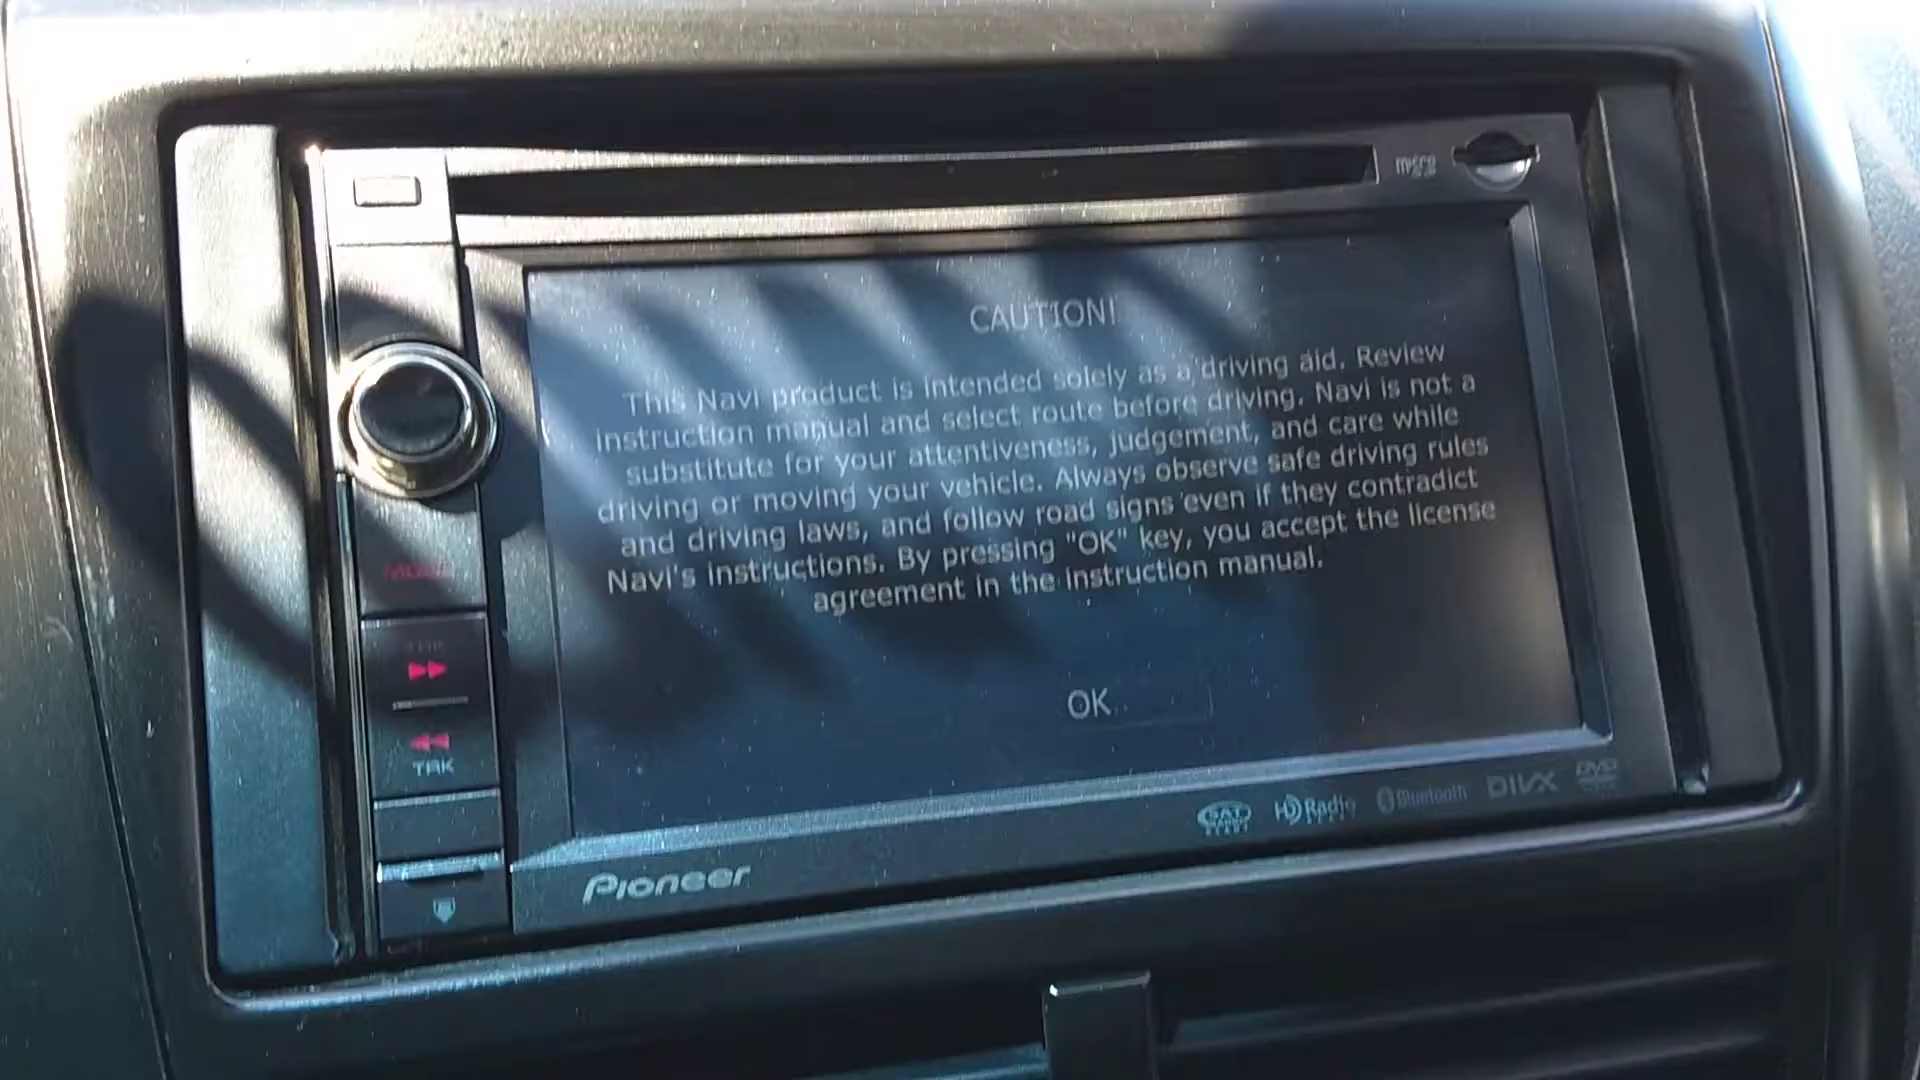 micro
CAUTION!
This Navi product is intended solely as a driving aid. Review
instruction manual and select route before driving. Navi is not a
substitute for your attentiveness, judgement, and care while
driving or moving your vehicle. Always observe safe driving rules
and driving laws, and follow road signs even if they contradict
Navi's instructions. By pressing "OK" key, you accept the license
agreement in the instruction manual.
OK
MODE
TRK
TRK
SAT
HD Radio
Bluetooth
DIVX
DVD
Pioneer